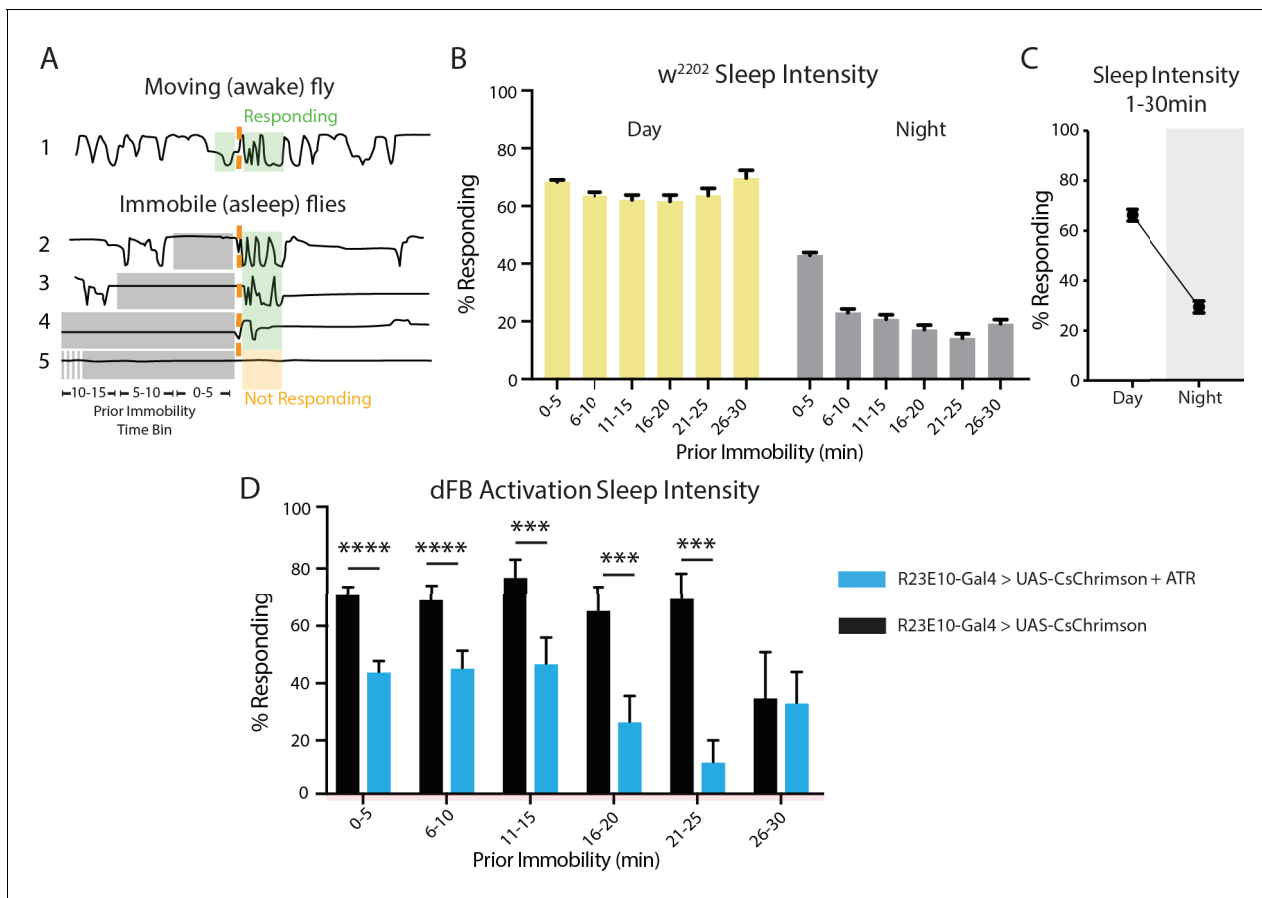 A
Moving (awake) fly
Responding
1
Immobile (asleep) flies
2
3
4
5
10-15 5-10 0-5
Prior Immobility
Time Bin
Not Responding
B
w²²⁰² Sleep Intensity
Day
Night
% Responding
100
80
60
40
20
0
0-5 6-10 11-15 16-20 21-25 26-30 0-5 6-10 11-15 16-20 21-25 26-30
Prior Immobility (min)
C
Sleep Intensity
1-30min
% Responding
100
80
60
40
20
0
Day Night
D
dFB Activation Sleep Intensity
% Responding
100
80
60
40
20
0
**** **** *** *** ***
0-5 6-10 11-15 16-20 21-25 26-30
Prior Immobility (min)
R23E10-Gal4 > UAS-CsChrimson + ATR
R23E10-Gal4 > UAS-CsChrimson